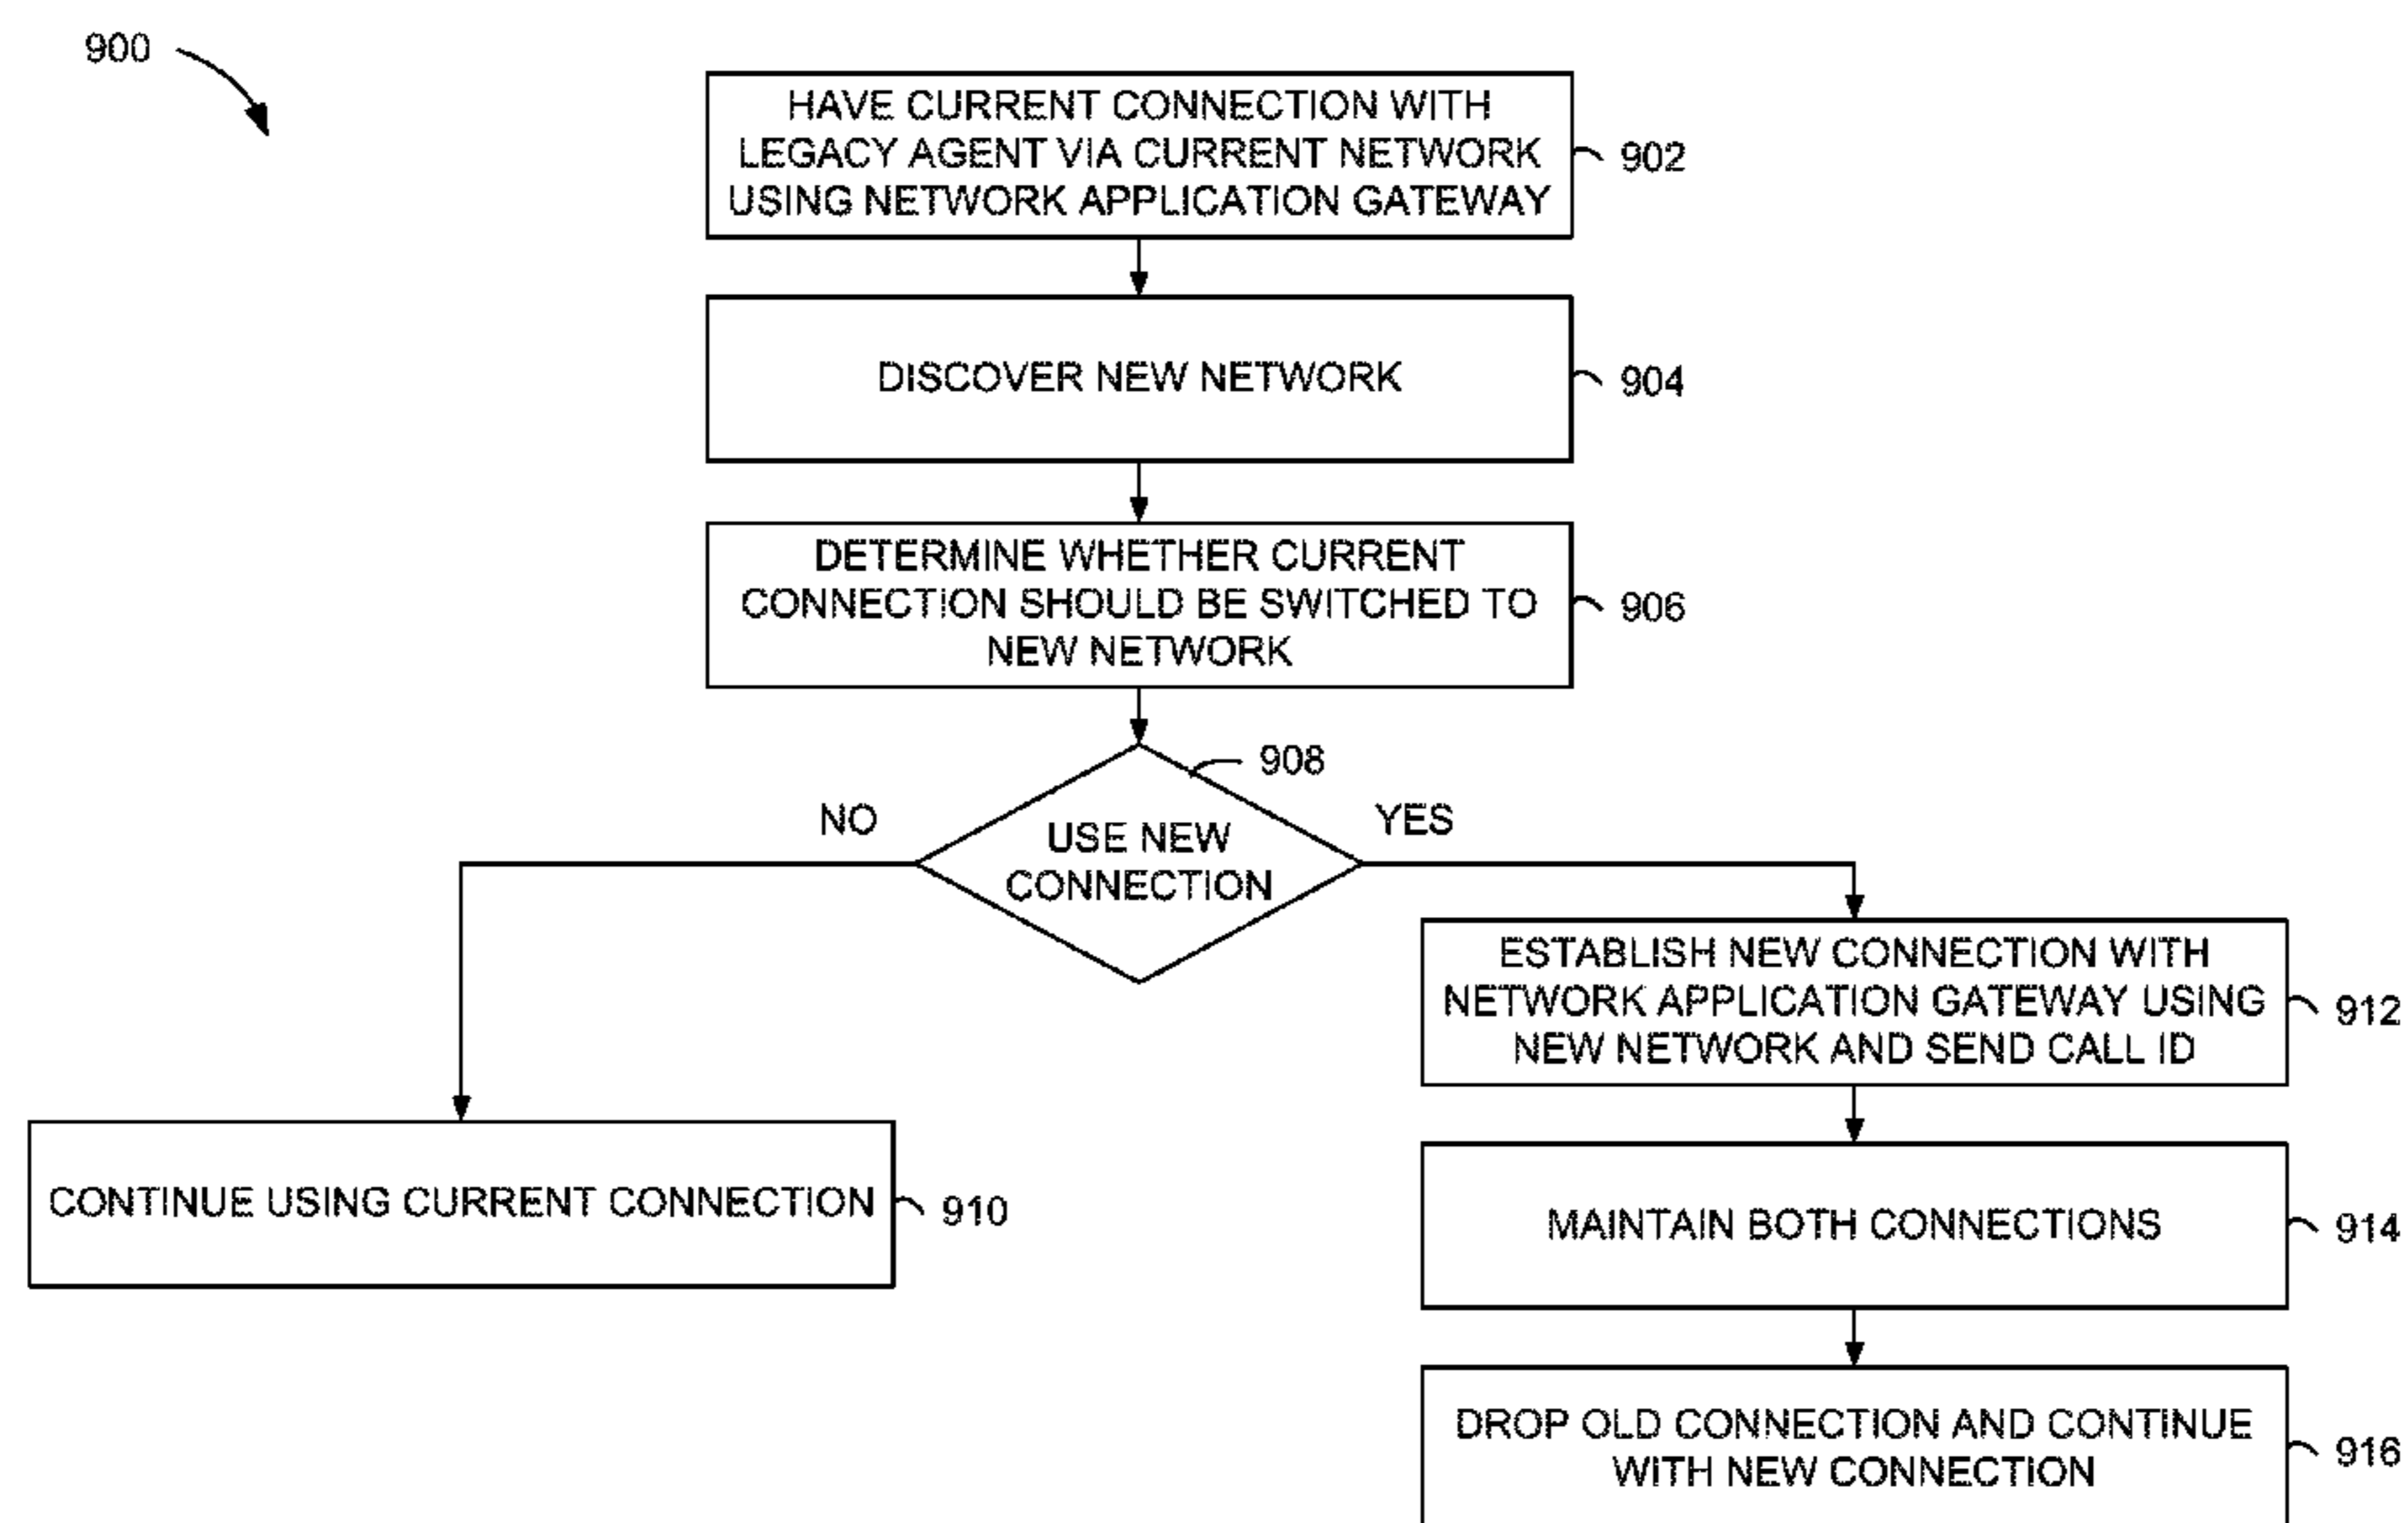 900
HAVE CURRENT CONNECTION WITH
LEGACY AGENT VIA CURRENT NETWORK
USING NETWORK APPLICATION GATEWAY
902
DISCOVER NEW NETWORK
904
DETERMINE WHETHER CURRENT
CONNECTION SHOULD BE SWITCHED TO
NEW NETWORK
906
908
NO
YES
USE NEW
CONNECTION
ESTABLISH NEW CONNECTION WITH
NETWORK APPLICATION GATEWAY USING
NEW NETWORK AND SEND CALL ID
912
CONTINUE USING CURRENT CONNECTION
910
MAINTAIN BOTH CONNECTIONS
914
DROP OLD CONNECTION AND CONTINUE
WITH NEW CONNECTION
916